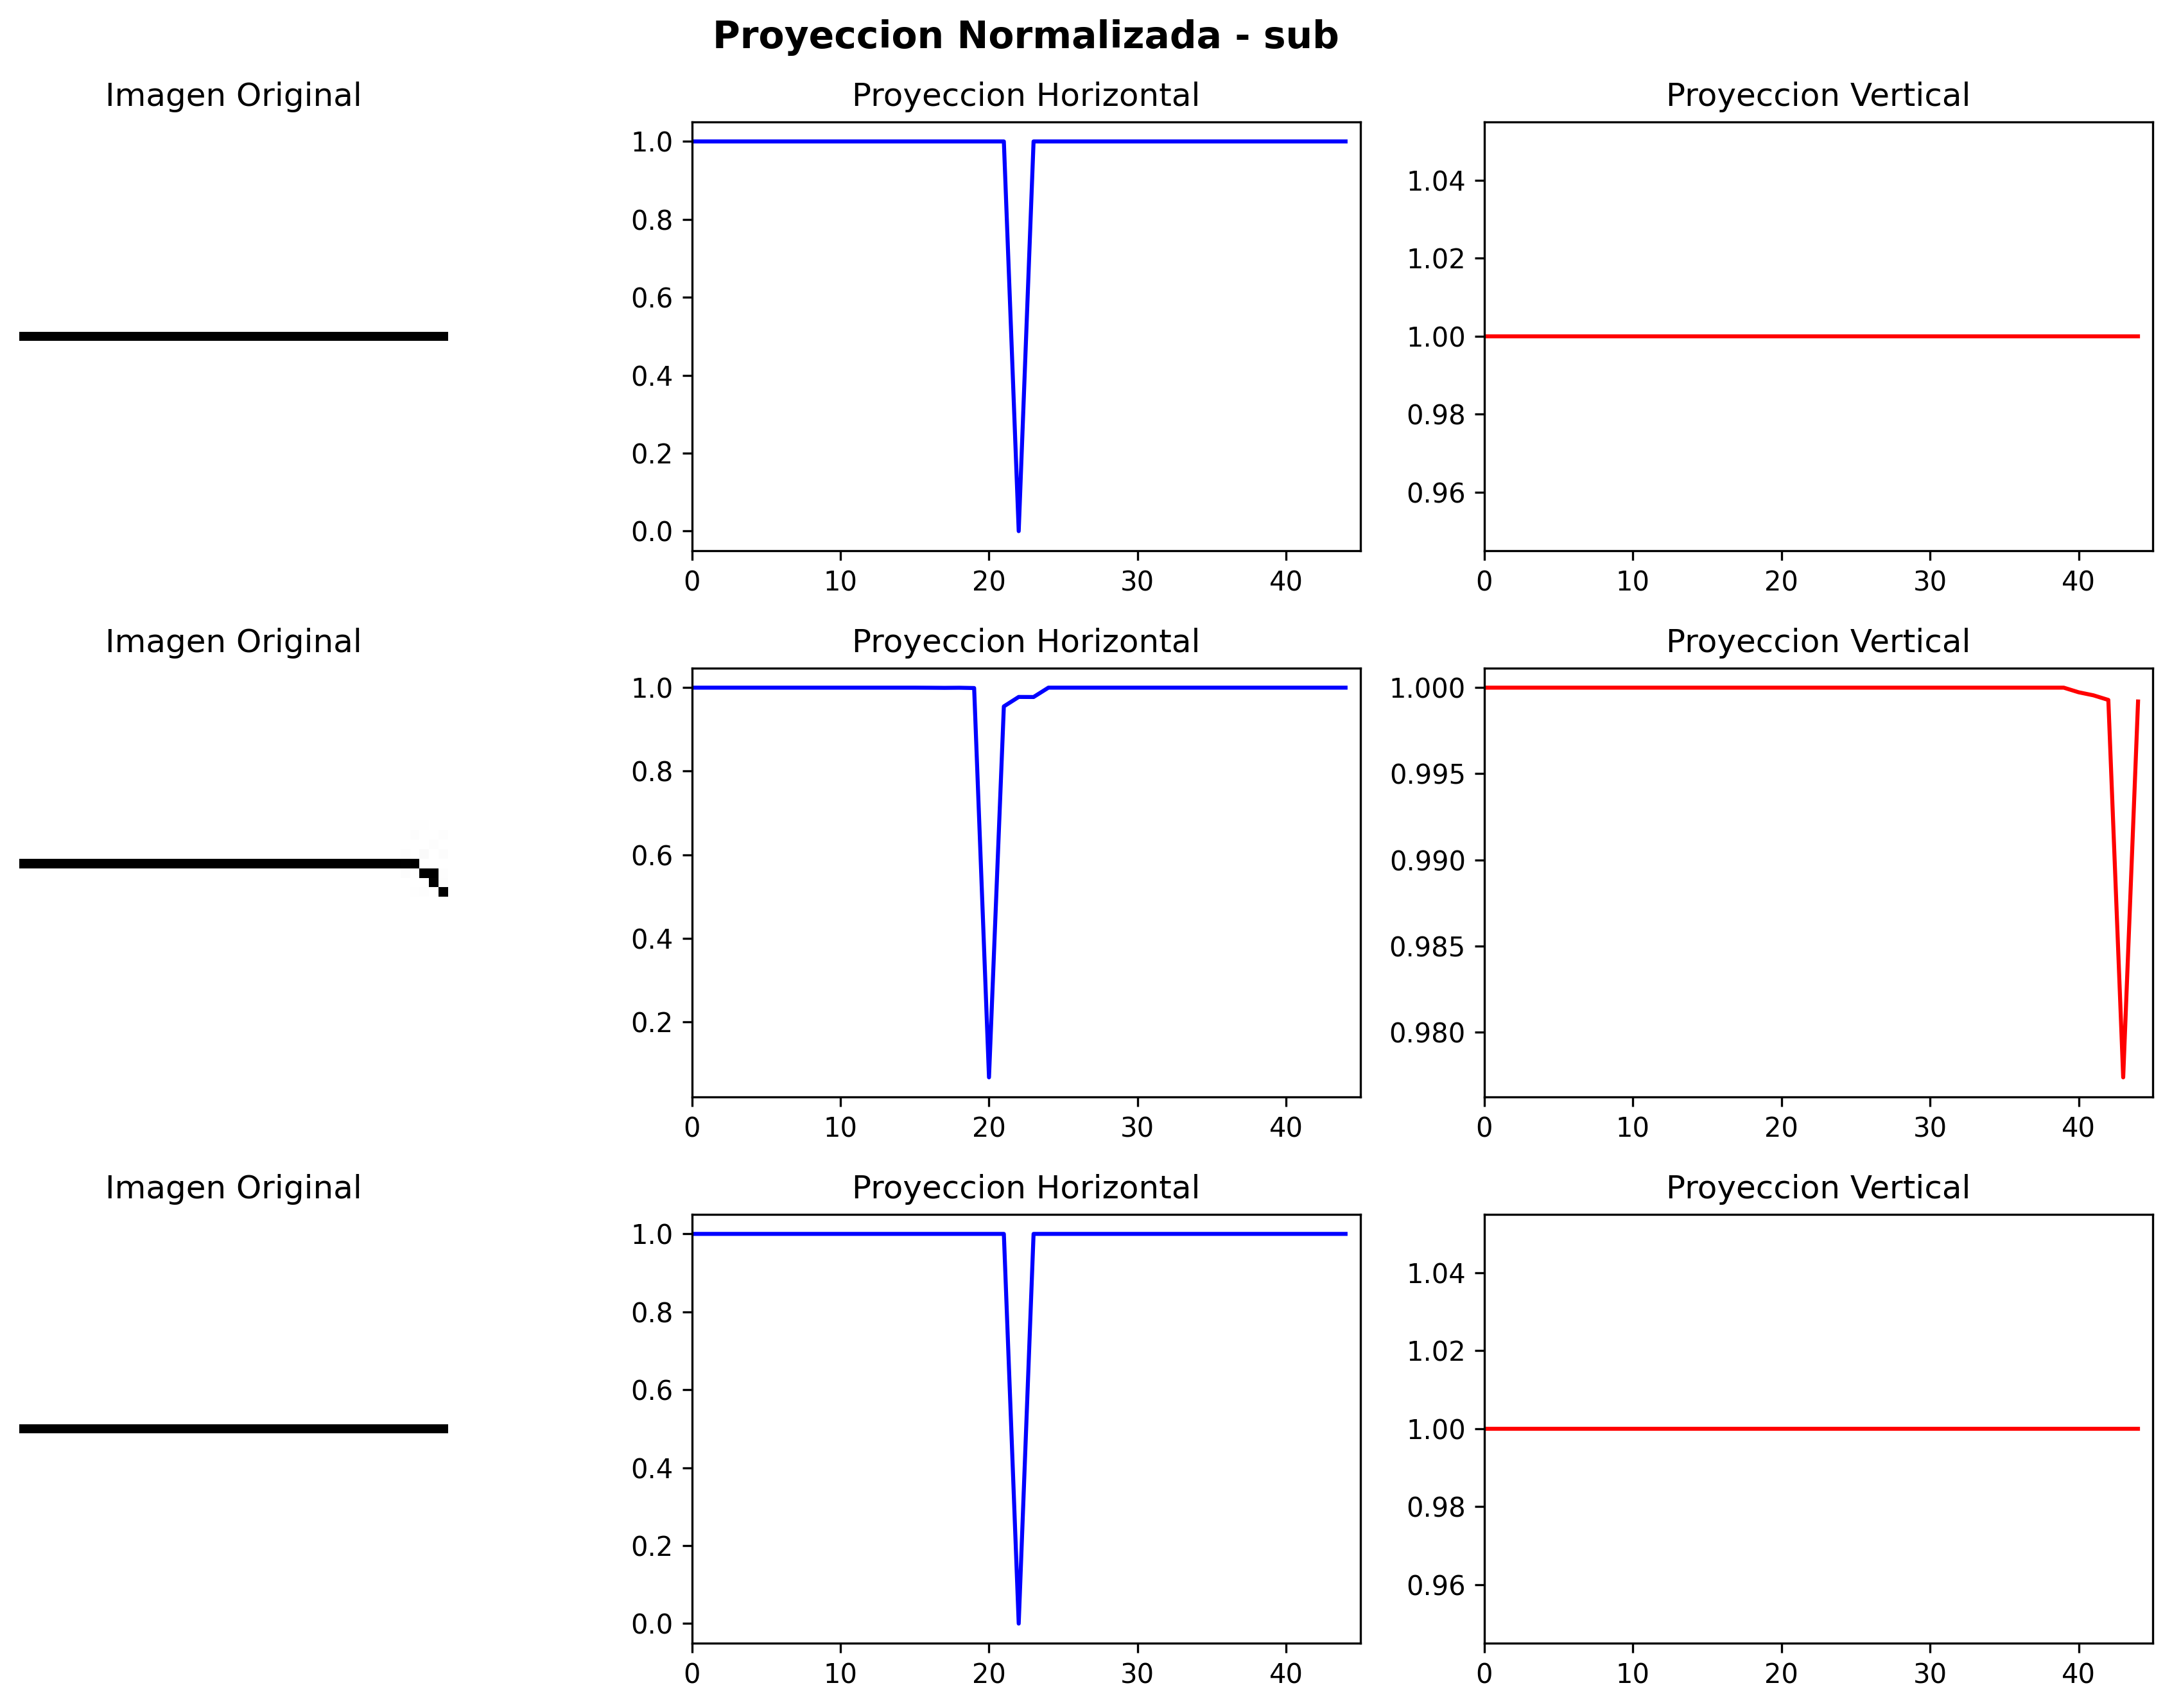 Proyeccion Normalizada - sub
Imagen Original
Proyeccion Horizontal
Proyeccion Vertical
1.0
0.8
0.6
0.4
0.2
0.0
0 10 20 30 40
1.04
1.02
1.00
0.98
0.96
0 10 20 30 40
Imagen Original
Proyeccion Horizontal
Proyeccion Vertical
1.0
0.8
0.6
0.4
0.2
0 10 20 30 40
1.000
0.995
0.990
0.985
0.980
0 10 20 30 40
Imagen Original
Proyeccion Horizontal
Proyeccion Vertical
1.0
0.8
0.6
0.4
0.2
0.0
0 10 20 30 40
1.04
1.02
1.00
0.98
0.96
0 10 20 30 40